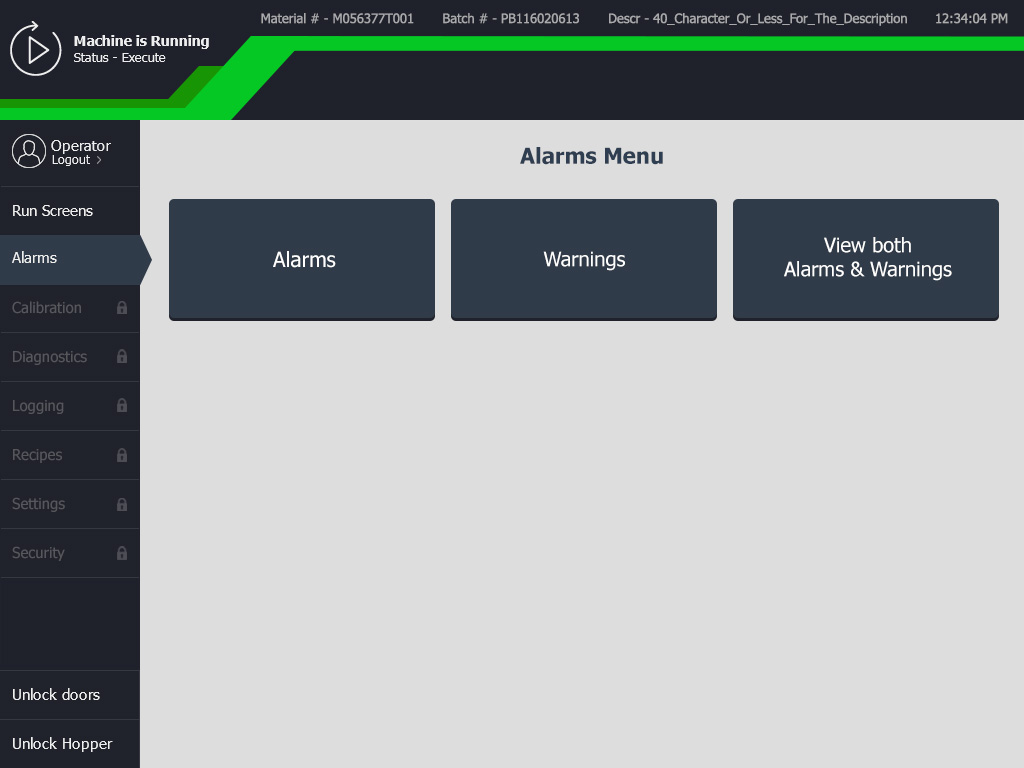 Material # - M056377T001 Batch # - PB116020613 Descr - 40_Character_Or_Less_For_The_Description 12:34:04 PM
Machine is Running
Status - Execute
Operator
Logout >
Run Screens
Alarms
Calibration
Diagnostics
Logging
Recipes
Settings
Security
Unlock doors
Unlock Hopper
Alarms Menu
Alarms
Warnings
View both
Alarms & Warnings